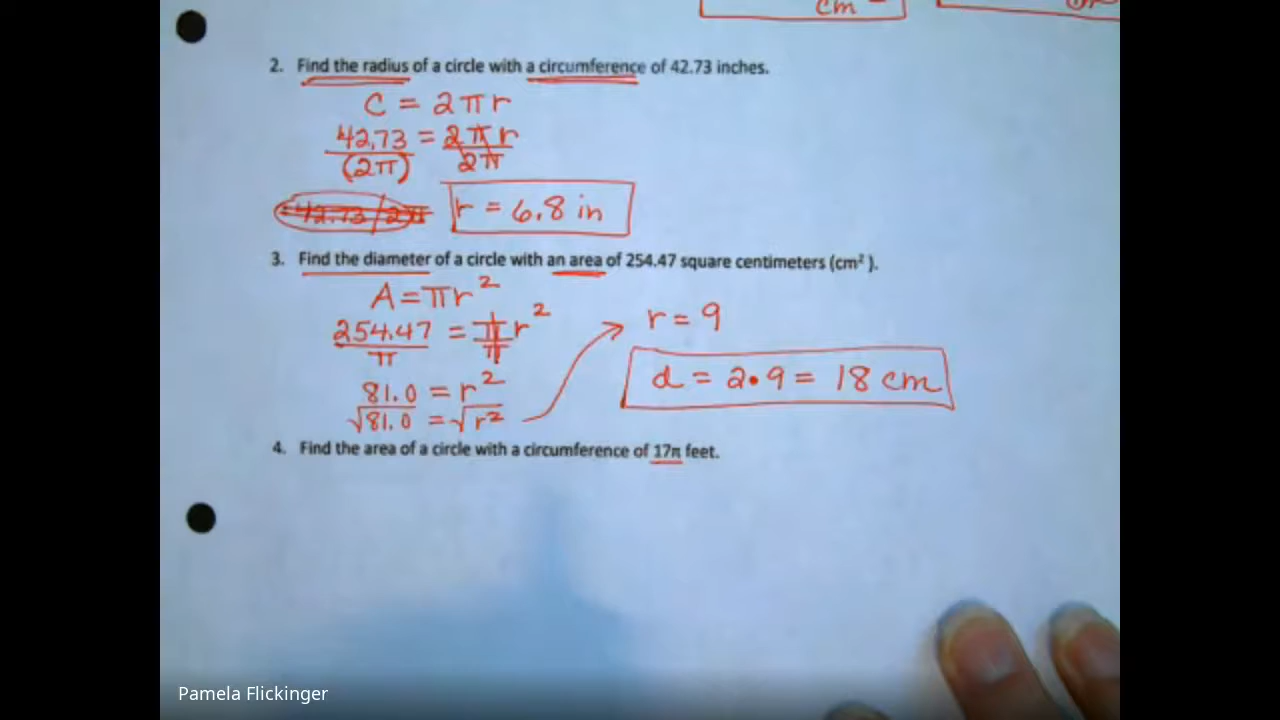 cm
2. Find the radius of a circle with a circumference of 42.73 inches.
C = 2πr
42.73 = 2πr
(2π) 2π
r = 6.8 in
3. Find the diameter of a circle with an area of 254.47 square centimeters (cm² ).
A = πr²
254.47 = πr²
π π
81.0 = r²
√81.0 = √r²
r = 9
d = 2•9 = 18 cm
4. Find the area of a circle with a circumference of 17π feet.
Pamela Flickinger